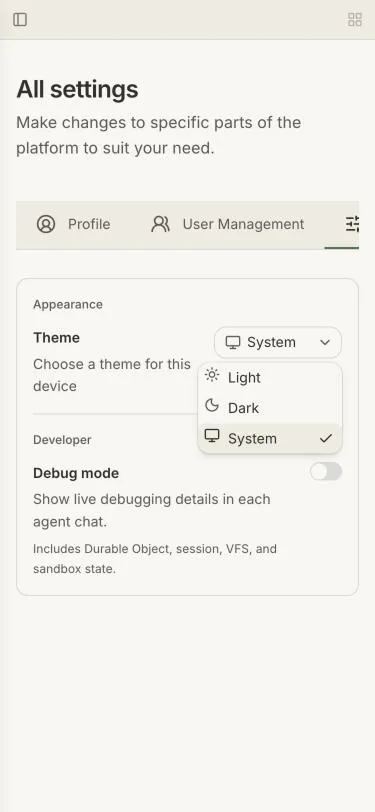 All settings
Make changes to specific parts of the
platform to suit your need.
Profile
User Management
Appearance
Theme
System
Choose a theme for this
device
Light
Dark
System
Developer
Debug mode
Show live debugging details in each
agent chat.
Includes Durable Object, session, VFS, and
sandbox state.